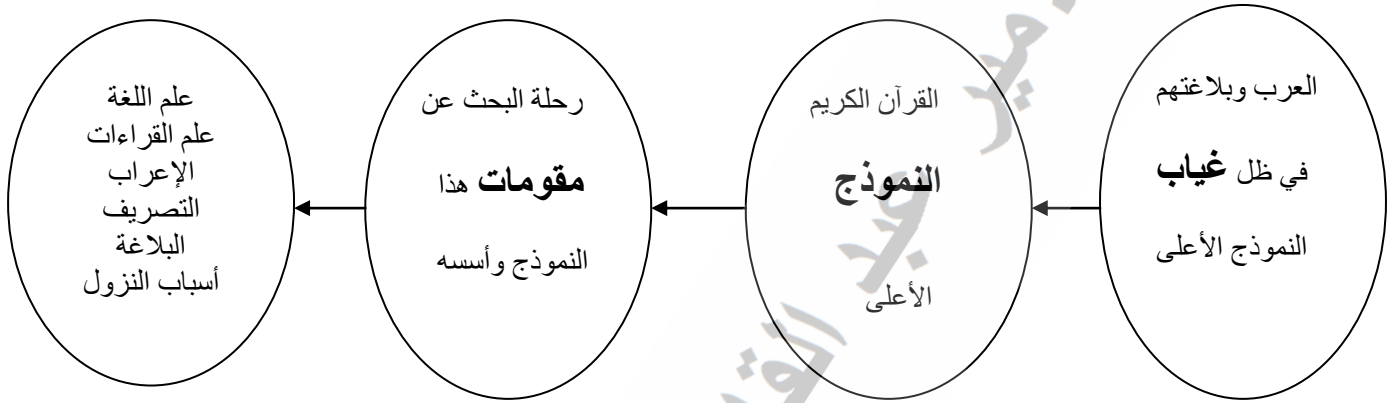 العرب وبلاغتهم
في ظل غياب
النموذج الأعلى
القرآن الكريم
النموذج
الأعلى
رحلة البحث عن
مقومات هذا
النموذج وأسسه
علم اللغة
علم القراءات
الإعراب
التصريف
البلاغة
أسباب النزول
عبد